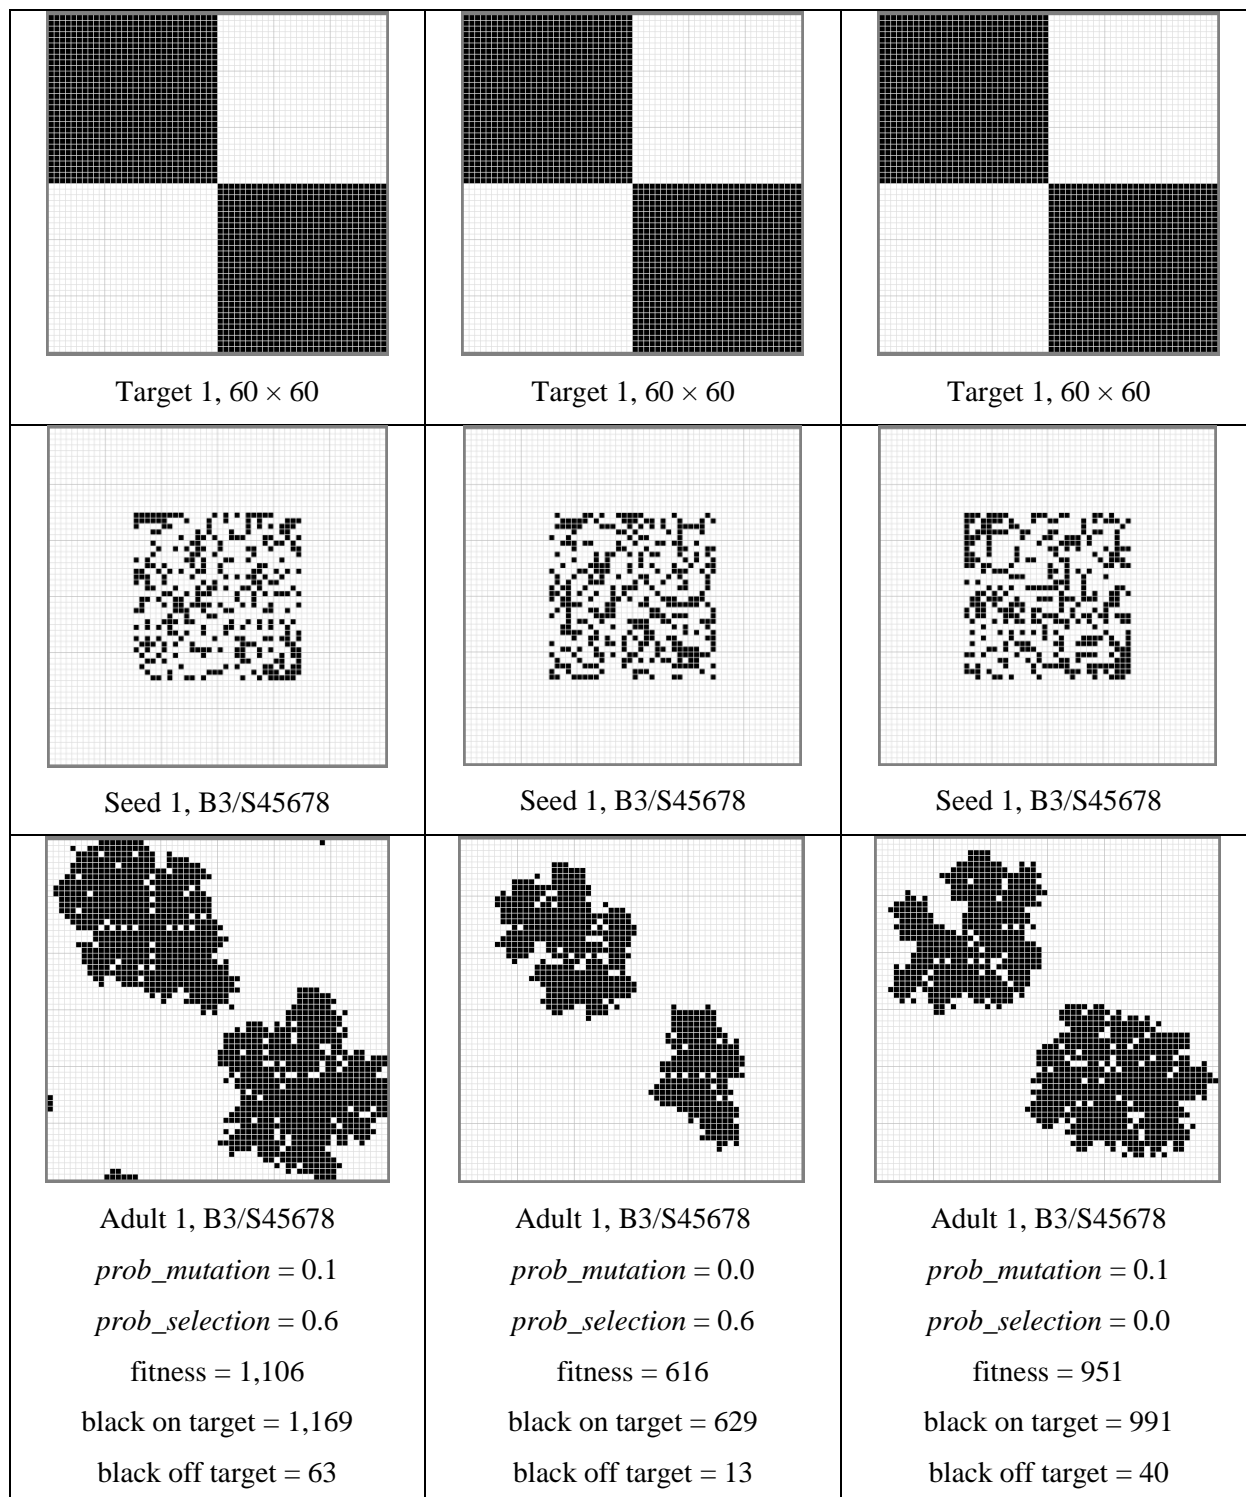 Target 1, 60 × 60
Target 1, 60 × 60
Target 1, 60 × 60
Seed 1, B3/S45678
Seed 1, B3/S45678
Seed 1, B3/S45678
Adult 1, B3/S45678
prob_mutation = 0.1
prob_selection = 0.6
fitness = 1,106
black on target = 1,169
black off target = 63
Adult 1, B3/S45678
prob_mutation = 0.0
prob_selection = 0.6
fitness = 616
black on target = 629
black off target = 13
Adult 1, B3/S45678
prob_mutation = 0.1
prob_selection = 0.0
fitness = 951
black on target = 991
black off target = 40